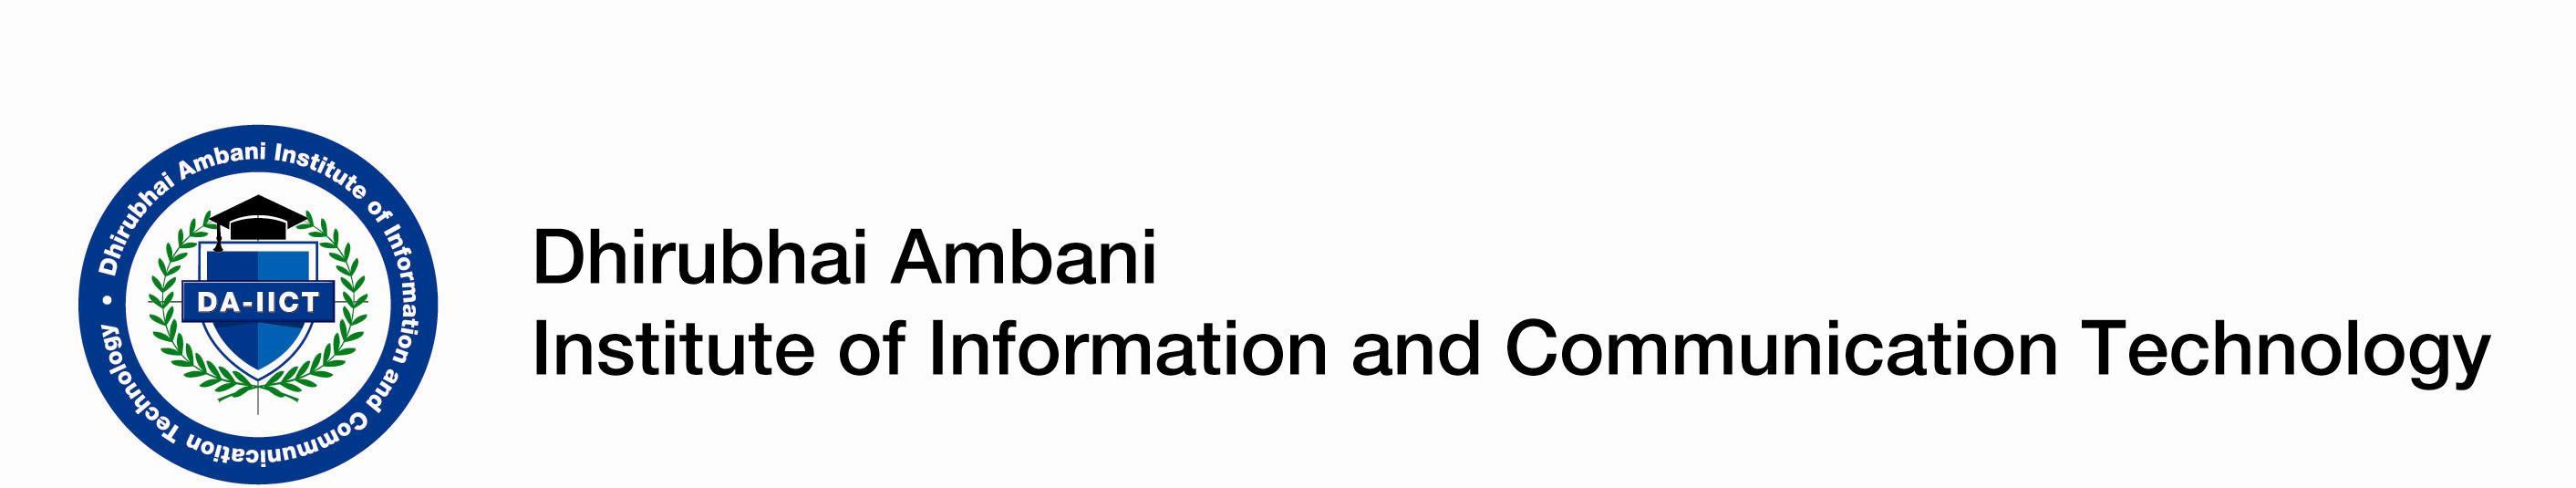 • Dhirubhai Ambani Institute of Information and Communication Technology
DA-IICT
Dhirubhai Ambani
Institute of Information and Communication Technology